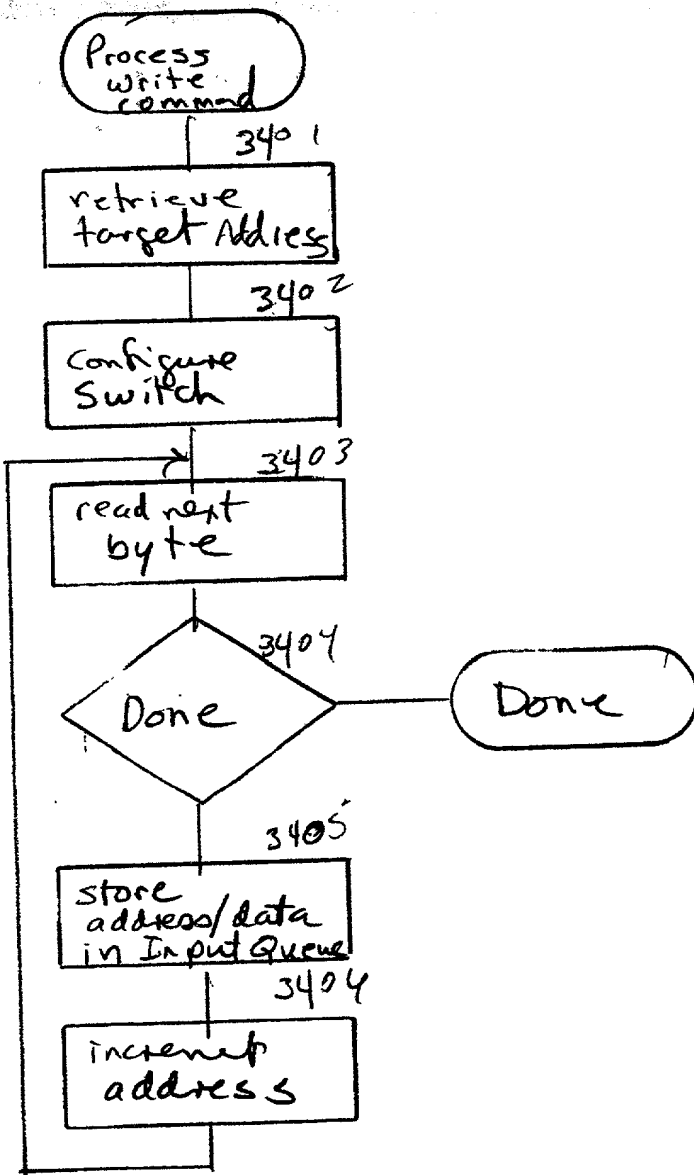 Process
write
command
3401
retrieve
target Address
3402
configure
Switch
3403
read next
byte
3404
Done
Done
3405
store
address/data
in Input Queue
3404
increment
address